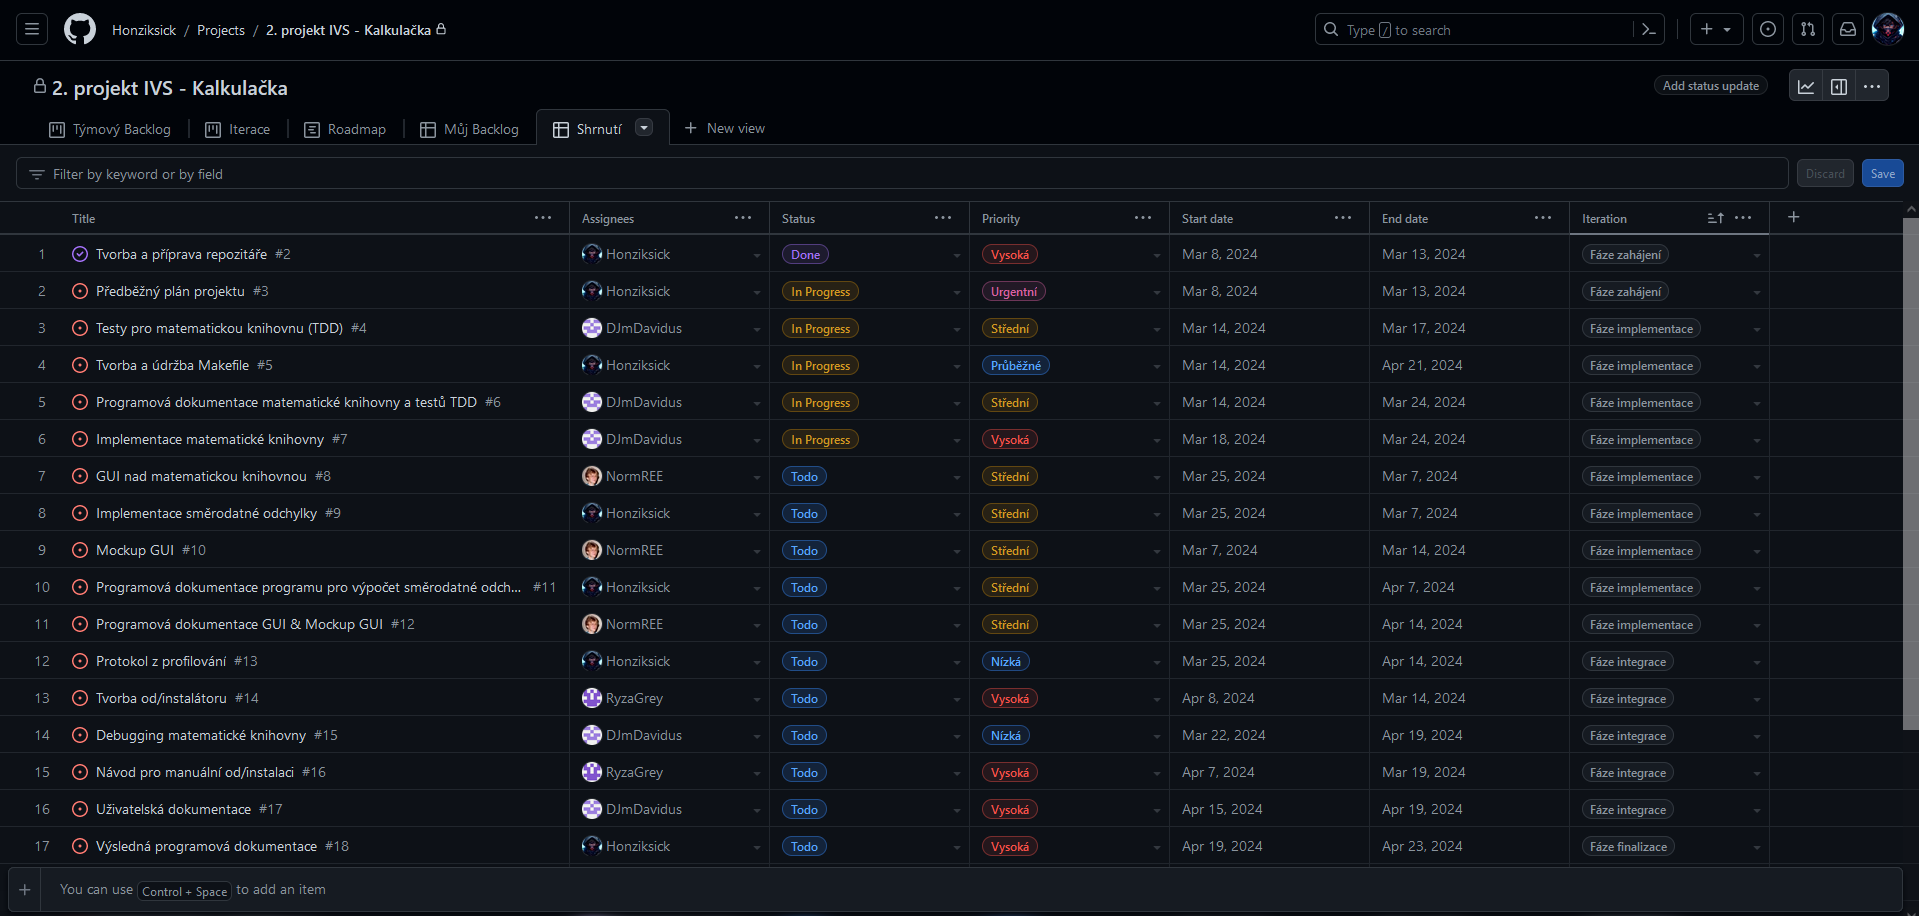 Honziksick / Projects / 2. projekt IVS - Kalkulačka
Type / to search
2. projekt IVS - Kalkulačka
Add status update
Týmový Backlog Iterace Roadmap Můj Backlog Shrnutí New view
Filter by keyword or by field
Discard Save
Title Assignees Status Priority Start date End date Iteration
1 Tvorba a příprava repozitáře #2 Honziksick Done Vysoká Mar 8, 2024 Mar 13, 2024 Fáze zahájení
2 Předběžný plán projektu #3 Honziksick In Progress Urgentní Mar 8, 2024 Mar 13, 2024 Fáze zahájení
3 Testy pro matematickou knihovnu (TDD) #4 DJmDavidus In Progress Střední Mar 14, 2024 Mar 17, 2024 Fáze implementace
4 Tvorba a údržba Makefile #5 Honziksick In Progress Průběžné Mar 14, 2024 Apr 21, 2024 Fáze implementace
5 Programová dokumentace matematické knihovny a testů TDD #6 DJmDavidus In Progress Střední Mar 14, 2024 Mar 24, 2024 Fáze implementace
6 Implementace matematické knihovny #7 DJmDavidus In Progress Vysoká Mar 18, 2024 Mar 24, 2024 Fáze implementace
7 GUI nad matematickou knihovnou #8 NormREE Todo Střední Mar 25, 2024 Mar 7, 2024 Fáze implementace
8 Implementace směrodatné odchylky #9 Honziksick Todo Střední Mar 25, 2024 Mar 7, 2024 Fáze implementace
9 Mockup GUI #10 NormREE Todo Střední Mar 7, 2024 Mar 14, 2024 Fáze implementace
10 Programová dokumentace programu pro výpočet směrodatné odch... #11 Honziksick Todo Střední Mar 25, 2024 Apr 7, 2024 Fáze implementace
11 Programová dokumentace GUI & Mockup GUI #12 NormREE Todo Střední Mar 25, 2024 Apr 14, 2024 Fáze implementace
12 Protokol z profilování #13 Honziksick Todo Nízká Mar 25, 2024 Apr 14, 2024 Fáze integrace
13 Tvorba od/instalátoru #14 RyzaGrey Todo Vysoká Apr 8, 2024 Mar 14, 2024 Fáze integrace
14 Debugging matematické knihovny #15 DJmDavidus Todo Nízká Mar 22, 2024 Apr 19, 2024 Fáze integrace
15 Návod pro manuální od/instalaci #16 RyzaGrey Todo Vysoká Apr 7, 2024 Mar 19, 2024 Fáze integrace
16 Uživatelská dokumentace #17 DJmDavidus Todo Vysoká Apr 15, 2024 Apr 19, 2024 Fáze integrace
17 Výsledná programová dokumentace #18 Honziksick Todo Vysoká Apr 19, 2024 Apr 23, 2024 Fáze finalizace
You can use Control + Space to add an item